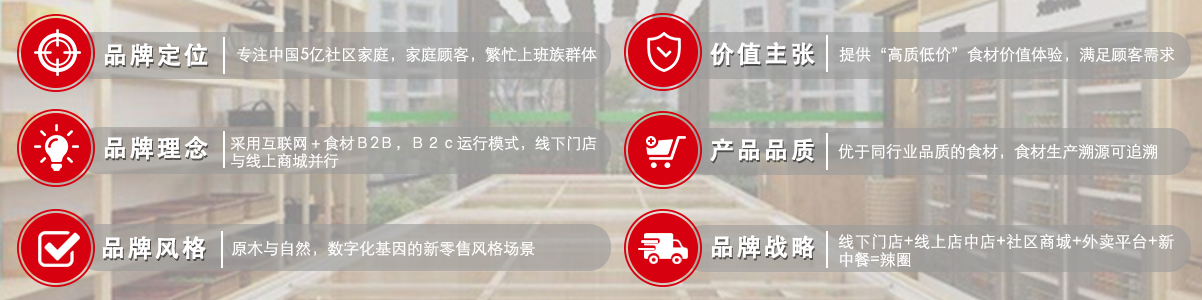 品牌定位
专注中国5亿社区家庭，家庭顾客，繁忙上班族群体
价值主张
提供“高质低价”食材价值体验，满足顾客需求
品牌理念
采用互联网＋食材Ｂ2Ｂ，Ｂ２ｃ运行模式，线下门店
与线上商城并行
产品品质
优于同行业品质的食材，食材生产溯源可追溯
品牌风格
原木与自然，数字化基因的新零售风格场景
品牌战略
线下门店+线上店中店+社区商城+外卖平台+新
中餐=辣圈